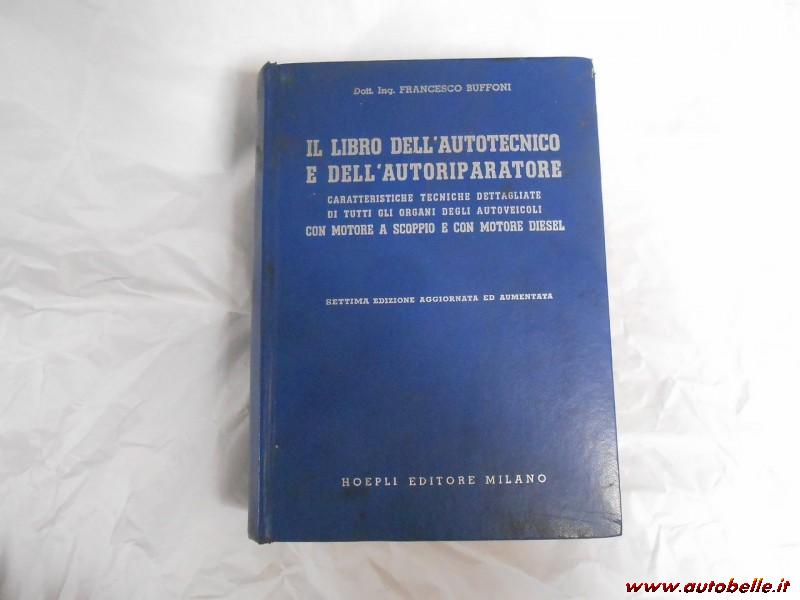 Dott. Ing. FRANCESCO BUFFONI
IL LIBRO DELL'AUTOTECNICO
E DELL'AUTORIPARATORE
CARATTERISTICHE TECNICHE DETTAGLIATE
DI TUTTI GLI ORGANI DEGLI AUTOVEICOLI
CON MOTORE A SCOPPIO E CON MOTORE DIESEL
SETTIMA EDIZIONE AGGIORNATA ED AUMENTATA
HOEPLI EDITORE MILANO
www.autobelle.it